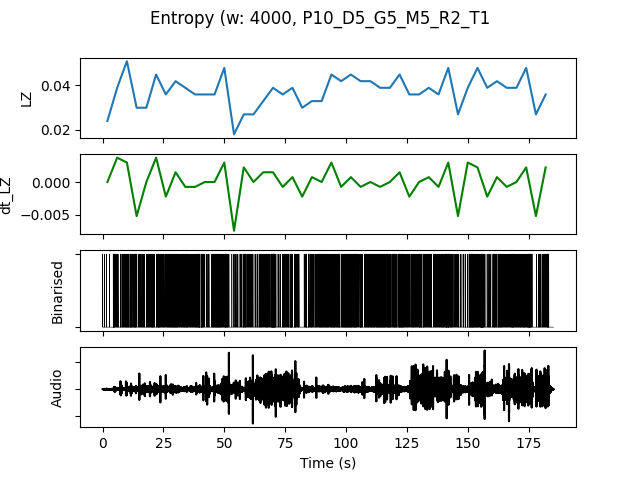 Entropy (w: 4000, P10_D5_G5_M5_R2_T1
LZ
0.04
0.02
dt_LZ
0.000
−0.005
Binarised
Audio
0 25 50 75 100 125 150 175
Time (s)